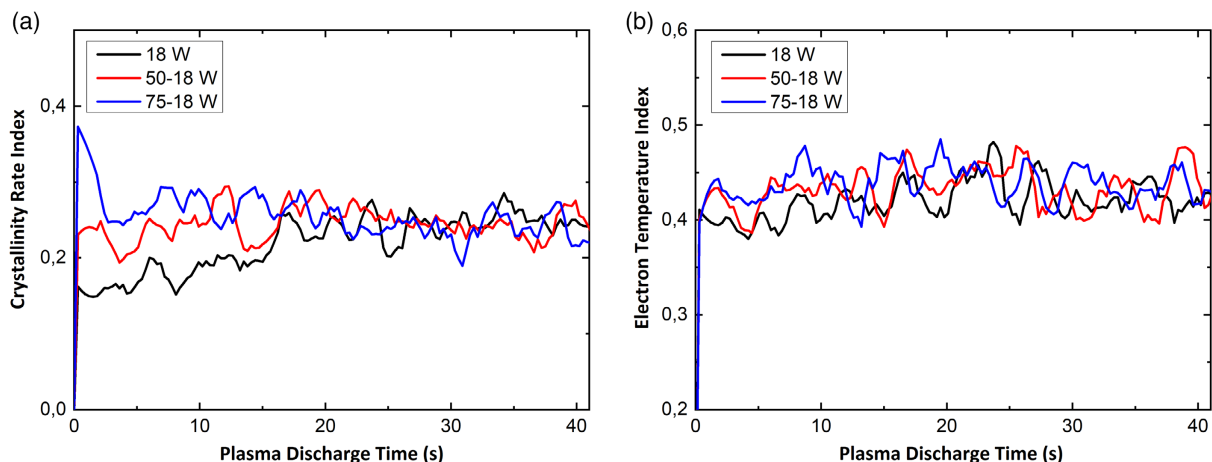 (a)
18 W
50-18 W
75-18 W
Crystallinity Rate Index
0,4
0,2
0,0
0 10 20 30 40
Plasma Discharge Time (s)
(b)
18 W
50-18 W
75-18 W
Electron Temperature Index
0,6
0,5
0,4
0,3
0,2
0 10 20 30 40
Plasma Discharge Time (s)